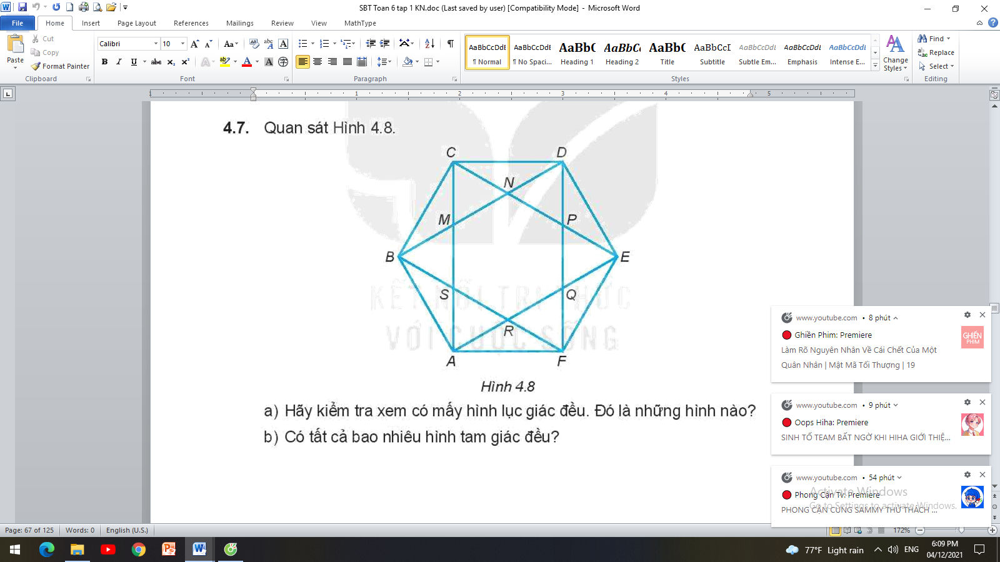 SBT Toan 6 tap 1 KN.doc (Last saved by user) [Compatibility Mode] - Microsoft Word
File Home Insert Page Layout References Mailings Review View MathType
Paste
Cut
Copy
Format Painter
Clipboard
Calibri 10
Font
Paragraph
AaBbCcDdE AaBbCcDdE AaBbC AaBbCc AaBbC AaBbCcI AaBbCcDdI AaBbCcDdE AaBbCcDdI
¶ Normal ¶ No Spaci... Heading 1 Heading 2 Title Subtitle Subtle Em... Emphasis Intense E...
Change Styles
Styles
Find
Replace
Select
Editing
1 1 2 3 4 5
4.7. Quan sát Hình 4.8.
C D
N
M P
B E
S Q
R
A F
KẾT NỐI TRI THỨC
VỚI CUỘC SỐNG
Hình 4.8
a) Hãy kiểm tra xem có mấy hình lục giác đều. Đó là những hình nào?
b) Có tất cả bao nhiêu hình tam giác đều?
www.youtube.com • 8 phút
Ghiền Phim: Premiere
GHIỀN PHIM
Làm Rõ Nguyên Nhân Về Cái Chết Của Một
Quân Nhân | Mật Mã Tối Thượng | 19
www.youtube.com • 9 phút
Oops Hiha: Premiere
SINH TỐ TEAM BẤT NGỜ KHI HIHA GIỚI THIỆ...
www.youtube.com • 54 phút
Phong Cận Tv: Premiere
PHONG CẬN CÙNG SAMMY THỬ THÁCH ...
Activate Windows
Go to Settings to activate Windows.
Page: 67 of 125 Words: 0 English (U.S.) 172%
77°F Light rain ENG 6:09 PM
04/12/2021